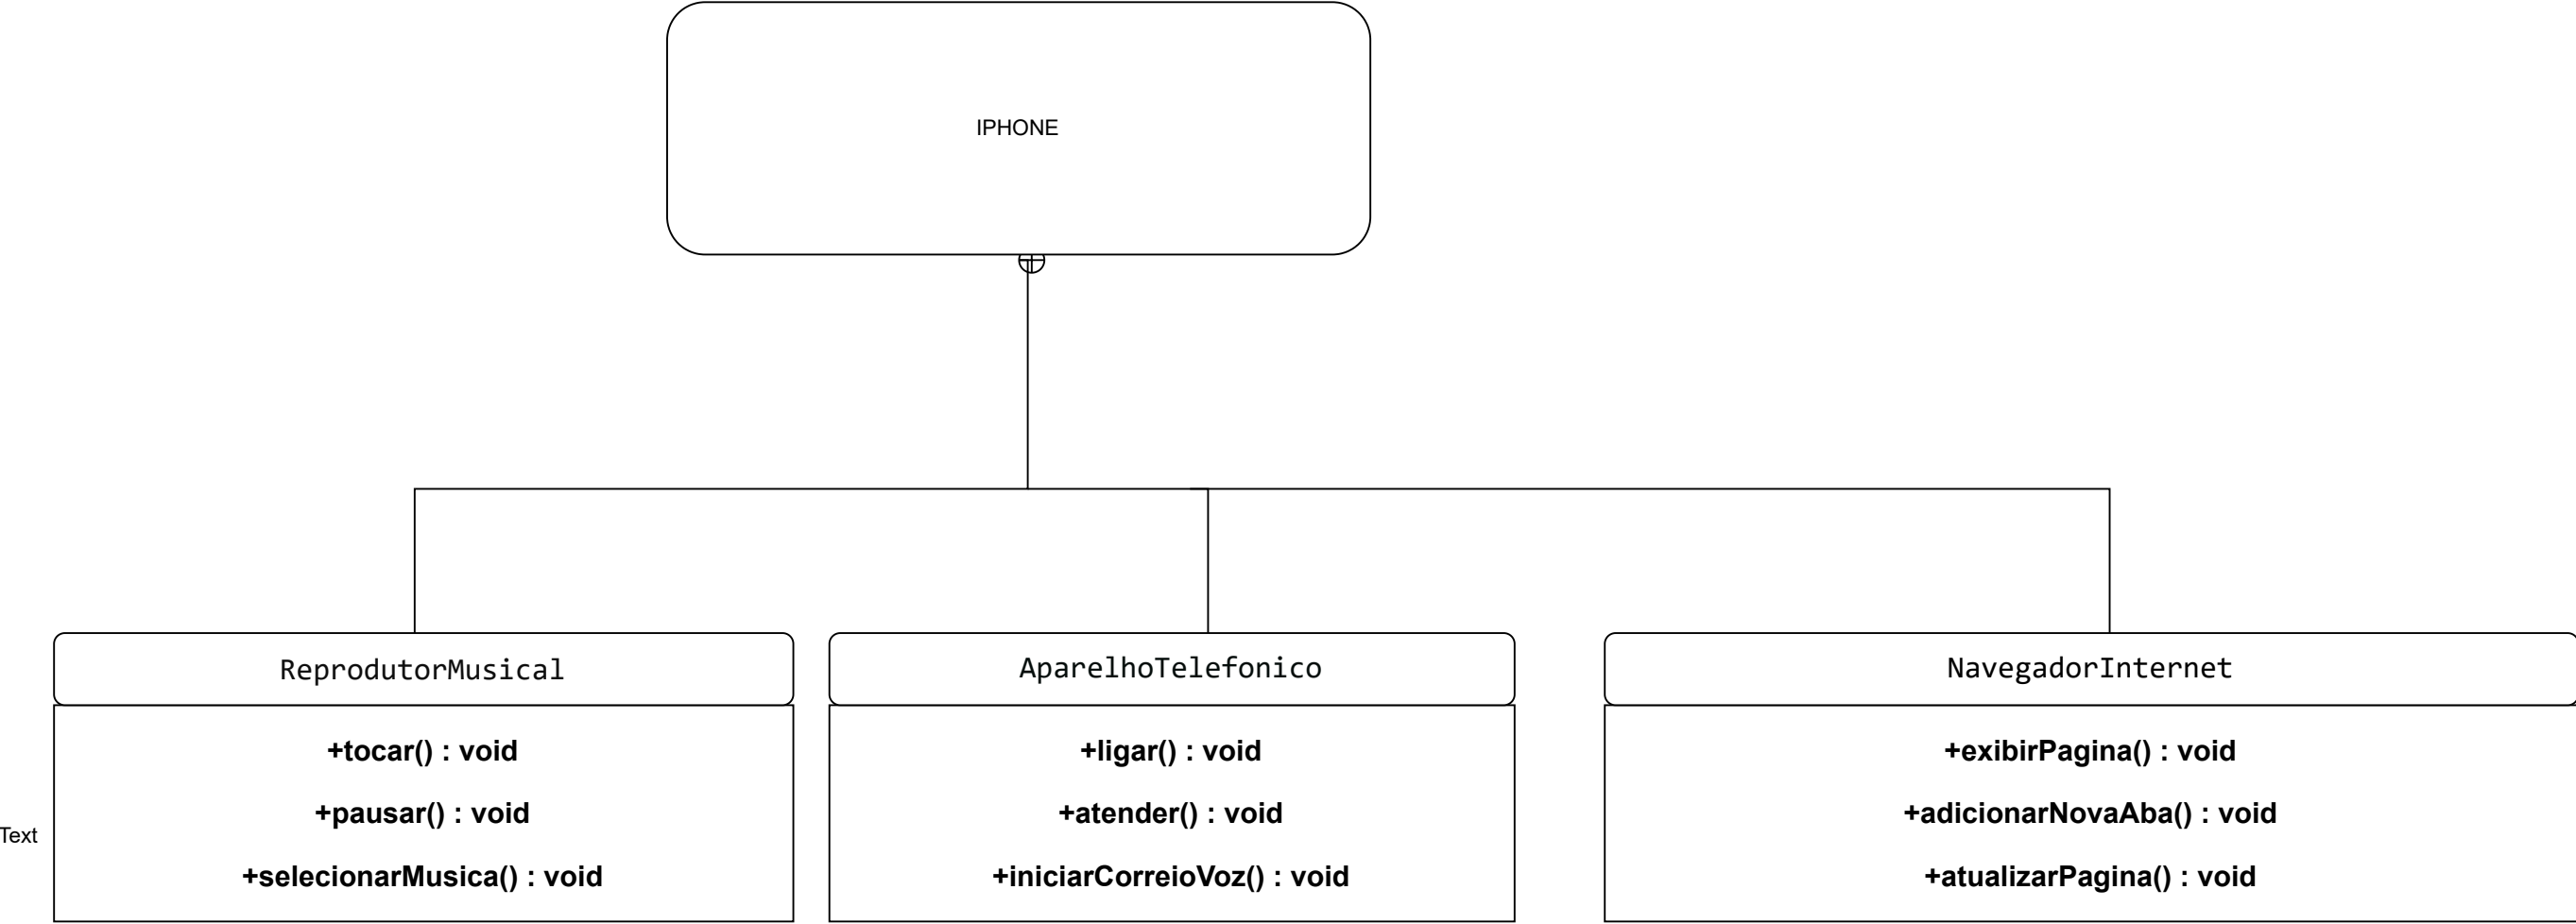 IPHONE
ReprodutorMusical
+tocar() : void
+pausar() : void
+selecionarMusica() : void
AparelhoTelefonico
+ligar() : void
+atender() : void
+iniciarCorreioVoz() : void
NavegadorInternet
+exibirPagina() : void
+adicionarNovaAba() : void
+atualizarPagina() : void
Text